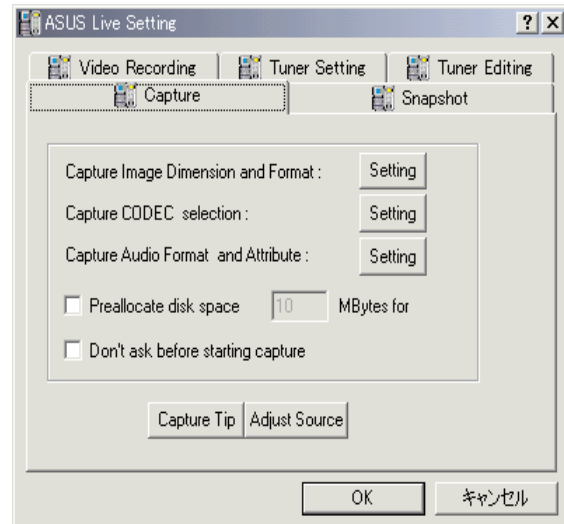 ASUS Live Setting
Video Recording
Tuner Setting
Tuner Editing
Capture
Snapshot
Capture Image Dimension and Format : Setting
Capture CODEC selection : Setting
Capture Audio Format and Attribute : Setting
Preallocate disk space 10 MBytes for
Don't ask before starting capture
Capture Tip Adjust Source
OK キャンセル